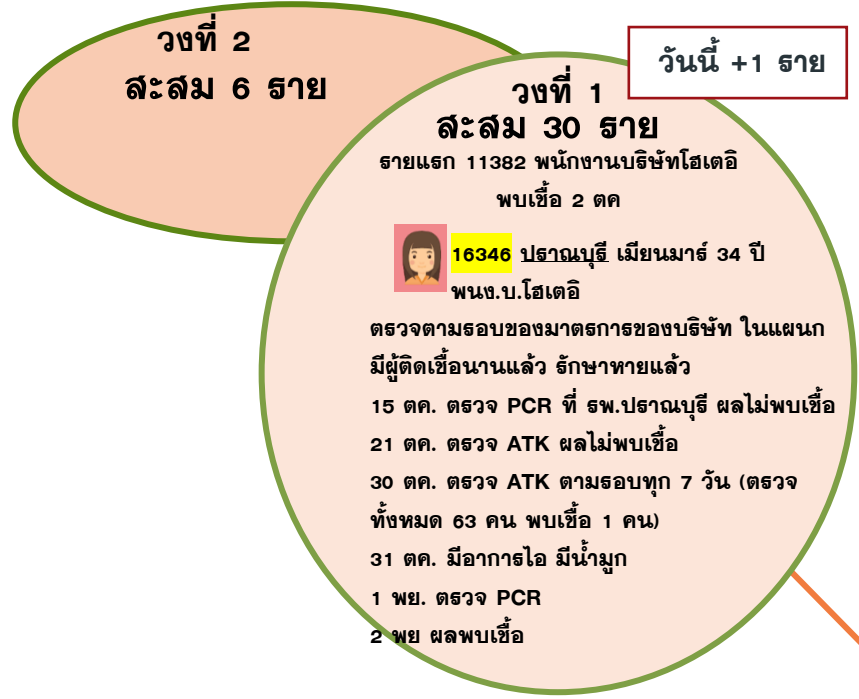 วงที่ 2
สะสม 6 ราย
วันนี้ +1 ราย
วงที่ 1
สะสม 30 ราย
รายแรก 11382 พนักงานบริษัทโฮเตอิ
พบเชื้อ 2 ตค
16346 ปราณบุรี เมียนมาร์ 34 ปี
พนง.บ.โฮเตอิ
ตรวจตามรอบของมาตรการของบริษัท ในแผนก
มีผู้ติดเชื้อนานแล้ว รักษาหายแล้ว
15 ตค. ตรวจ PCR ที่ รพ.ปราณบุรี ผลไม่พบเชื้อ
21 ตค. ตรวจ ATK ผลไม่พบเชื้อ
30 ตค. ตรวจ ATK ตามรอบทุก 7 วัน (ตรวจ
ทั้งหมด 63 คน พบเชื้อ 1 คน)
31 ตค. มีอาการไอ มีน้ำมูก
1 พย. ตรวจ PCR
2 พย ผลพบเชื้อ